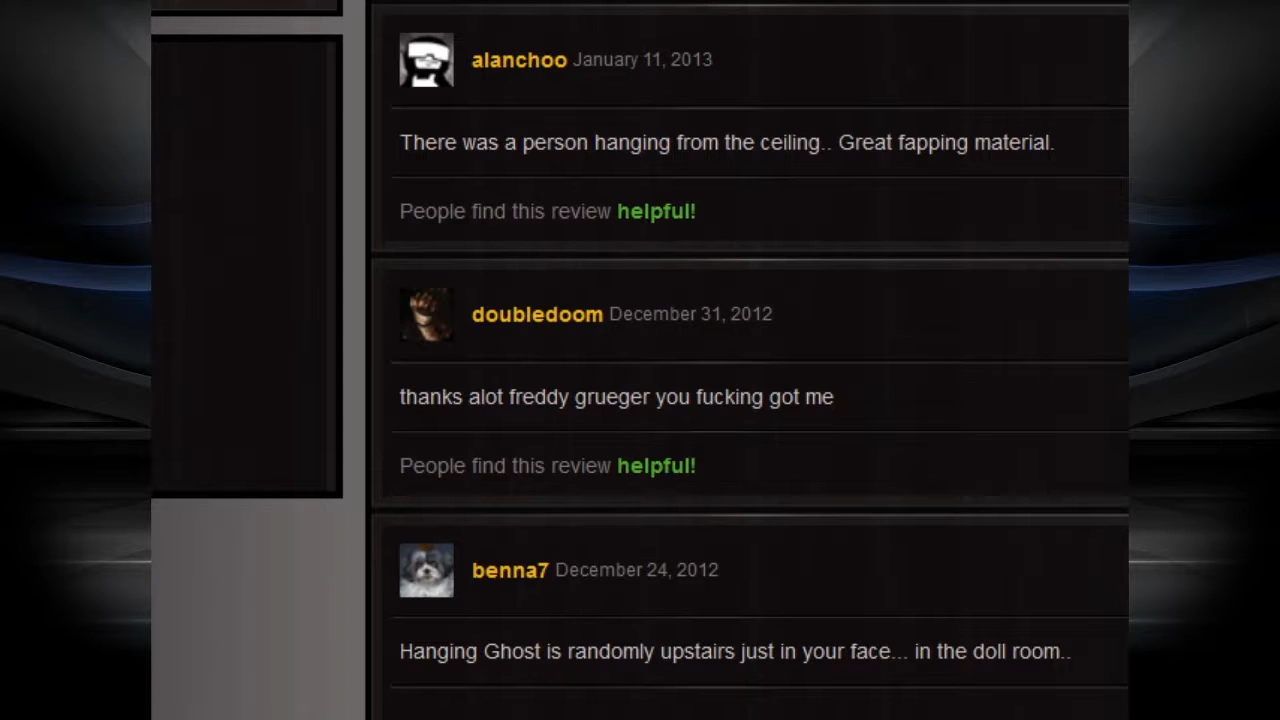 alanchoo January 11, 2013
There was a person hanging from the ceiling.. Great fapping material.
People find this review helpful!
doubledoom December 31, 2012
thanks alot freddy grueger you fucking got me
People find this review helpful!
benna7 December 24, 2012
Hanging Ghost is randomly upstairs just in your face... in the doll room..